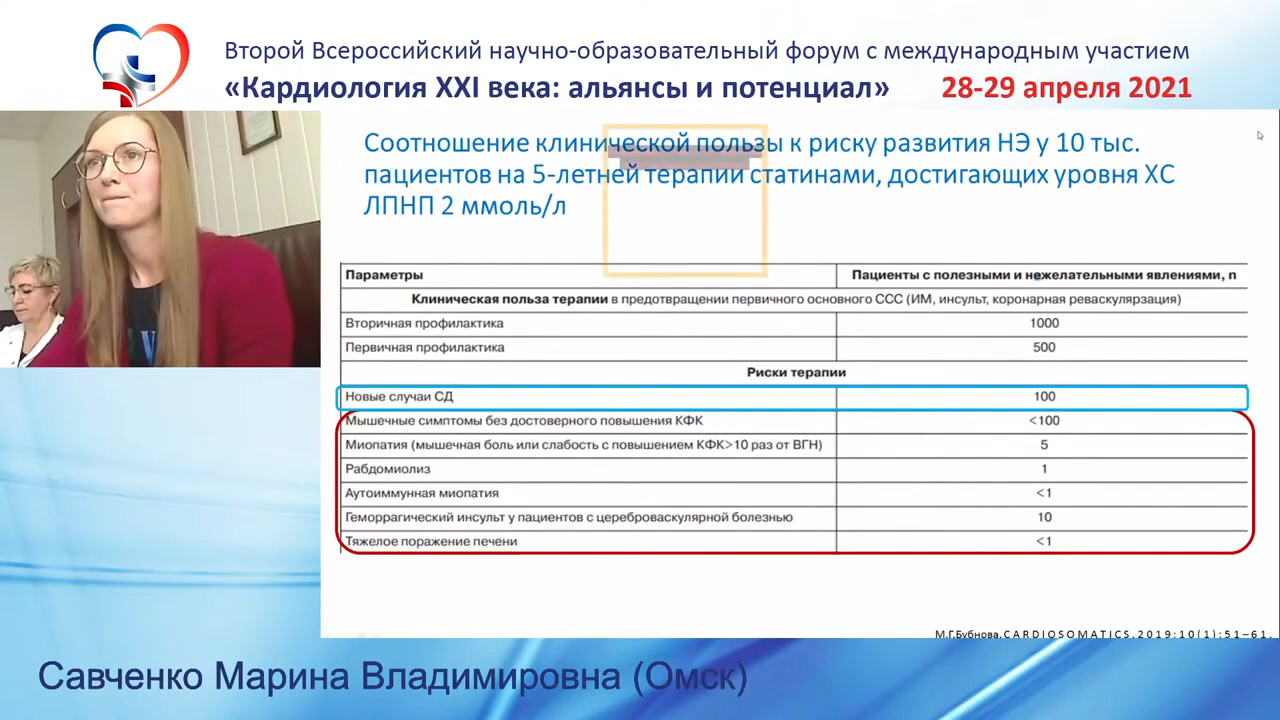 Второй Всероссийский научно-образовательный форум с международным участием
«Кардиология XXI века: альянсы и потенциал» 28-29 апреля 2021
Соотношение клинической пользы к риску развития НЭ у 10 тыс.
пациентов на 5-летней терапии статинами, достигающих уровня ХС
ЛПНП 2 ммоль/л
Параметры Пациенты с полезными и нежелательными явлениями, n
Клиническая польза терапии в предотвращении первичного основного ССС (ИМ, инсульт, коронарная реваскулярзация)
Вторичная профилактика 1000
Первичная профилактика 500
Риски терапии
Новые случаи СД 100
Мышечные симптомы без достоверного повышения КФК <100
Миопатия (мышечная боль или слабость с повышением КФК>10 раз от ВГН) 5
Рабдомиолиз 1
Аутоиммунная миопатия <1
Геморрагический инсульт у пациентов с цереброваскулярной болезнью 10
Тяжелое поражение печени <1
М.Г.Бубнова. CARDIOSOMATICS. 2019; 10 (1): 51–61.
Савченко Марина Владимировна (Омск)